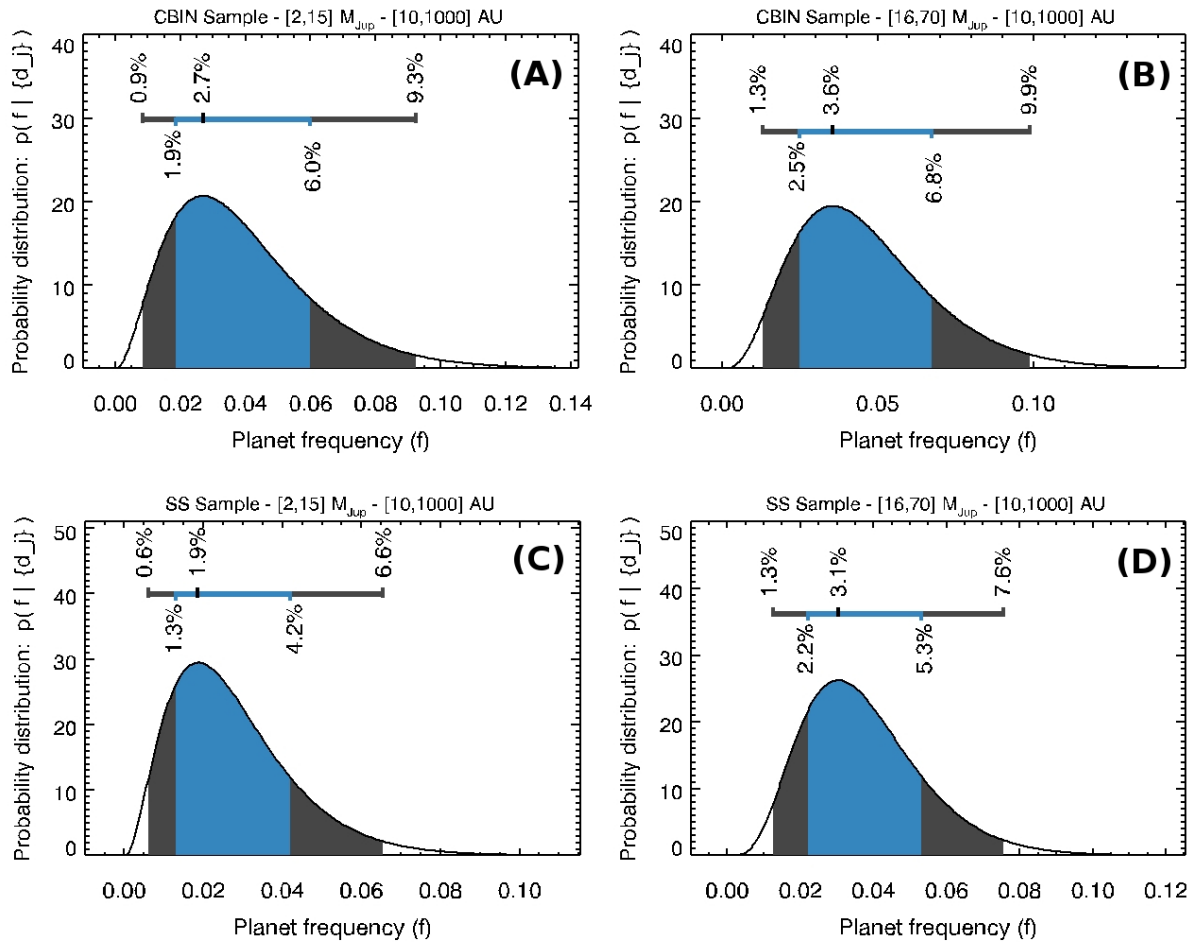 CBIN Sample - [2,15] M_Jup - [10,1000] AU
(A)
Probability distribution: p( f | {d_j} )
40
30
20
10
0
0.9%
2.7%
9.3%
1.9%
6.0%
0.00 0.02 0.04 0.06 0.08 0.10 0.12 0.14
Planet frequency (f)
CBIN Sample - [16,70] M_Jup - [10,1000] AU
(B)
Probability distribution: p( f | {d_j} )
40
30
20
10
0
1.3%
3.6%
9.9%
2.5%
6.8%
0.00 0.05 0.10
Planet frequency (f)
SS Sample - [2,15] M_Jup - [10,1000] AU
(C)
Probability distribution: p( f | {d_j} )
50
40
30
20
10
0
0.6%
1.9%
6.6%
1.3%
4.2%
0.00 0.02 0.04 0.06 0.08 0.10
Planet frequency (f)
SS Sample - [16,70] M_Jup - [10,1000] AU
(D)
Probability distribution: p( f | {d_j} )
50
40
30
20
10
0
1.3%
3.1%
7.6%
2.2%
5.3%
0.00 0.02 0.04 0.06 0.08 0.10 0.12
Planet frequency (f)